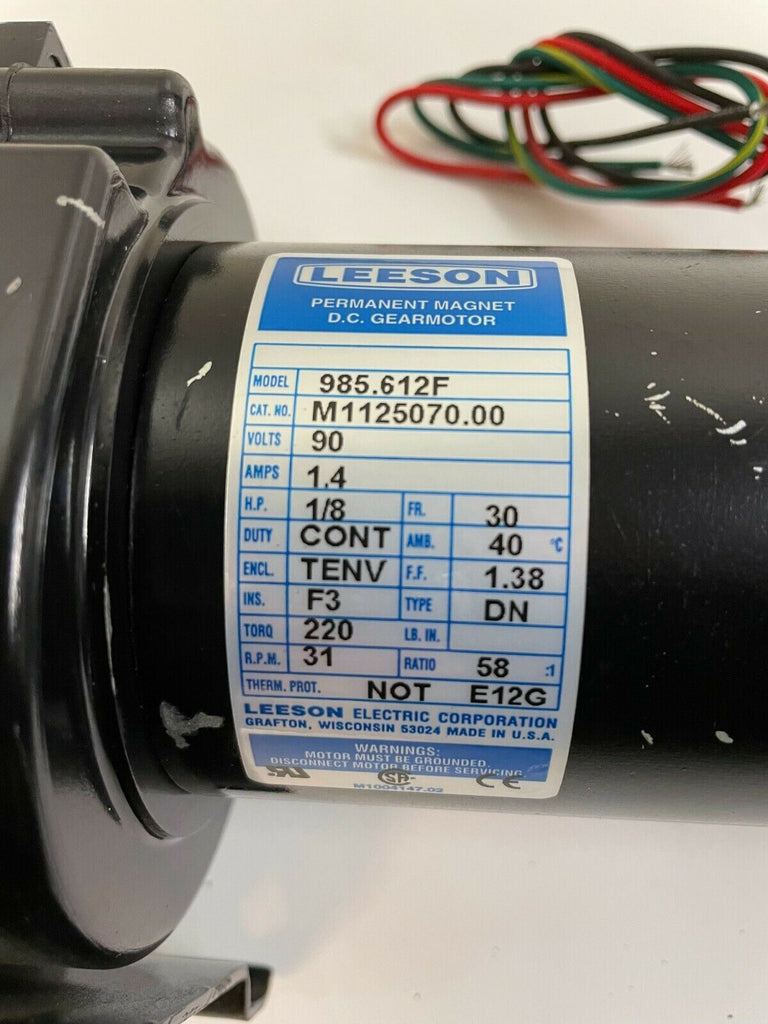 LEESON
PERMANENT MAGNET
D.C. GEARMOTOR
MODEL 985.612F
CAT. NO. M1125070.00
VOLTS 90
AMPS 1.4
H.P. 1/8 FR. 30
DUTY CONT AMB. 40 °C
ENCL. TENV F.F. 1.38
INS. F3 TYPE DN
TORQ 220 LB. IN.
R.P.M. 31 RATIO 58 :1
THERM. PROT. NOT E12G
LEESON ELECTRIC CORPORATION
GRAFTON, WISCONSIN 53024 MADE IN U.S.A.
WARNINGS:
MOTOR MUST BE GROUNDED.
DISCONNECT MOTOR BEFORE SERVICING
CE
M1004147.02